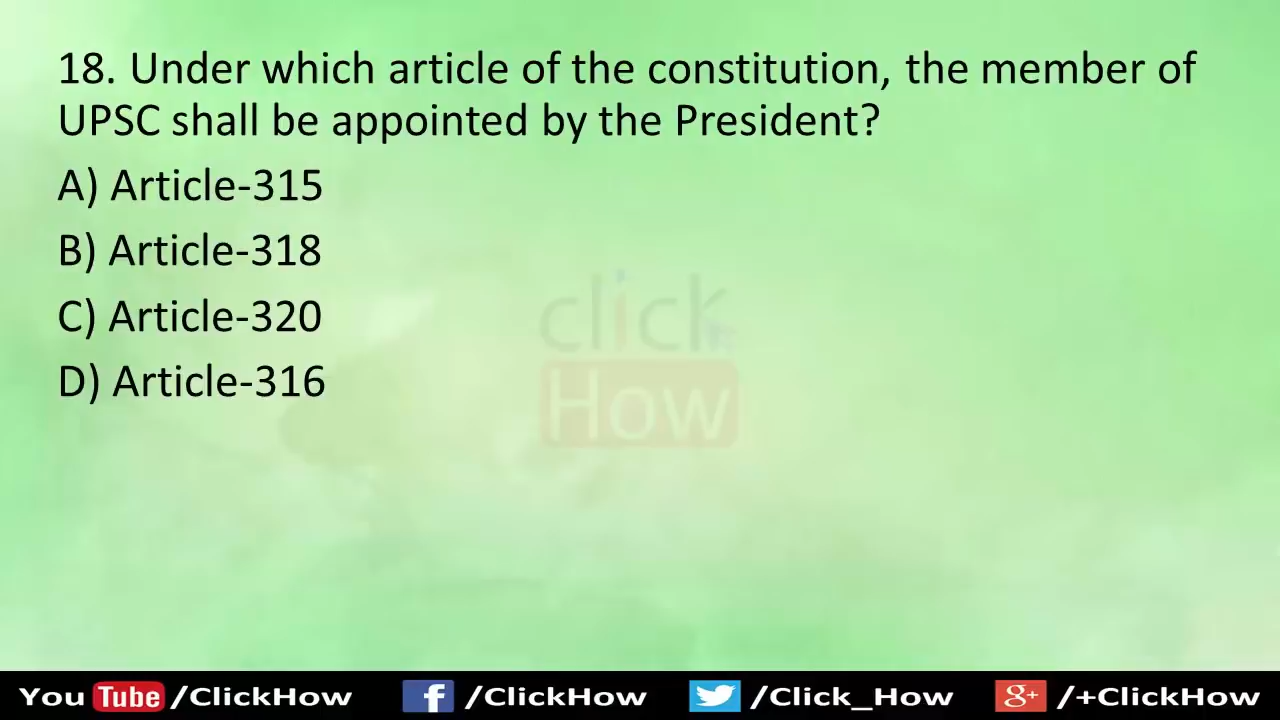 18. Under which article of the constitution, the member of
UPSC shall be appointed by the President?
A) Article-315
B) Article-318
C) Article-320
D) Article-316
click
How
You Tube /ClickHow f /ClickHow /Click_How g+ /+ClickHow